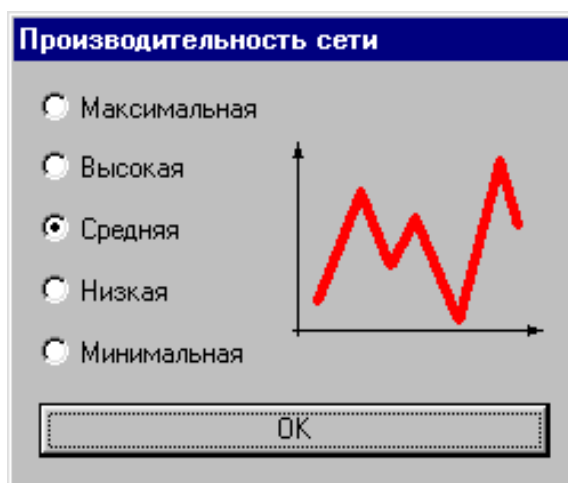 Производительность сети
Максимальная
Высокая
Средняя
Низкая
Минимальная
OK